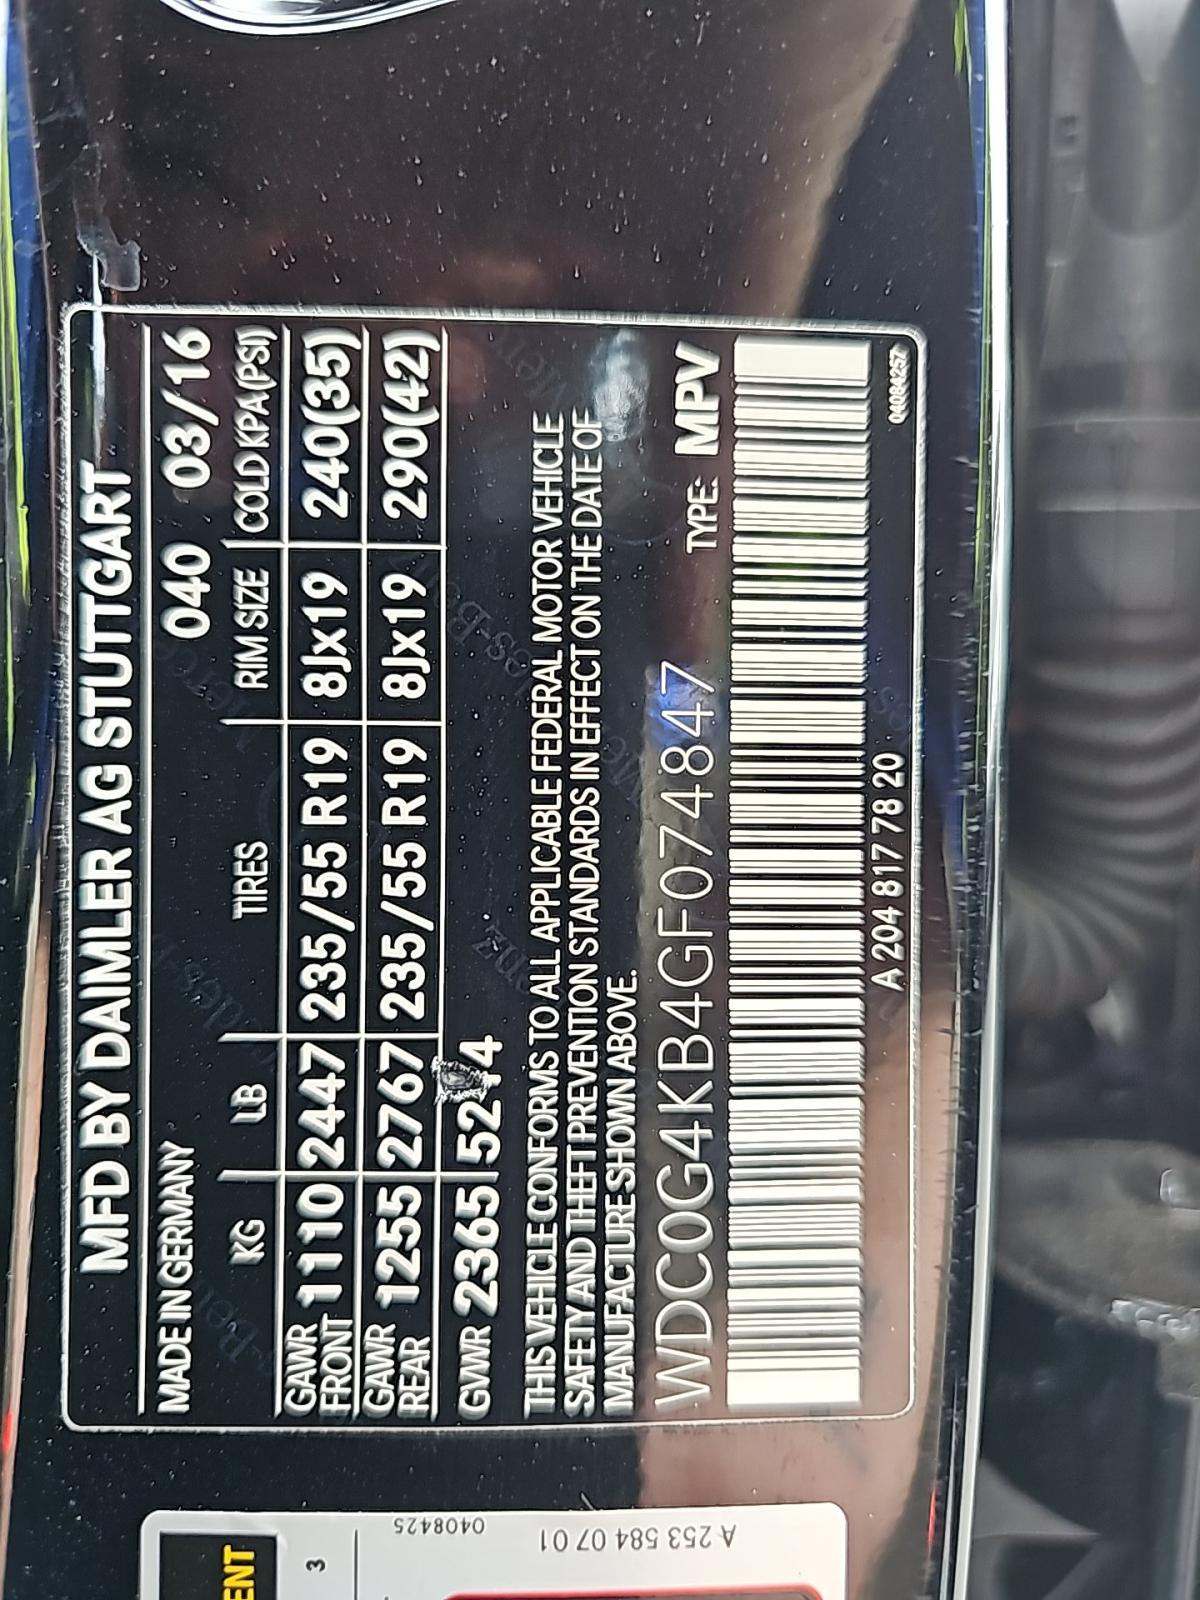 MFD BY DAIMLER AG STUTTGART
MADE IN GERMANY 040 03/16
KG LB TIRES RIM SIZE COLD KPA(PSI)
GAWR FRONT 1110 2447 235/55 R19 8Jx19 240(35)
GAWR REAR 1255 2767 235/55 R19 8Jx19 290(42)
GVWR 2365 52 4
THIS VEHICLE CONFORMS TO ALL APPLICABLE FEDERAL MOTOR VEHICLE
SAFETY AND THEFT PREVENTION STANDARDS IN EFFECT ON THE DATE OF
MANUFACTURE SHOWN ABOVE.
TYPE: MPV
WDC0G4KB4GF074847
A 204 817 78 20
04084257
ENT
3
0408425
A 253 584 07 01